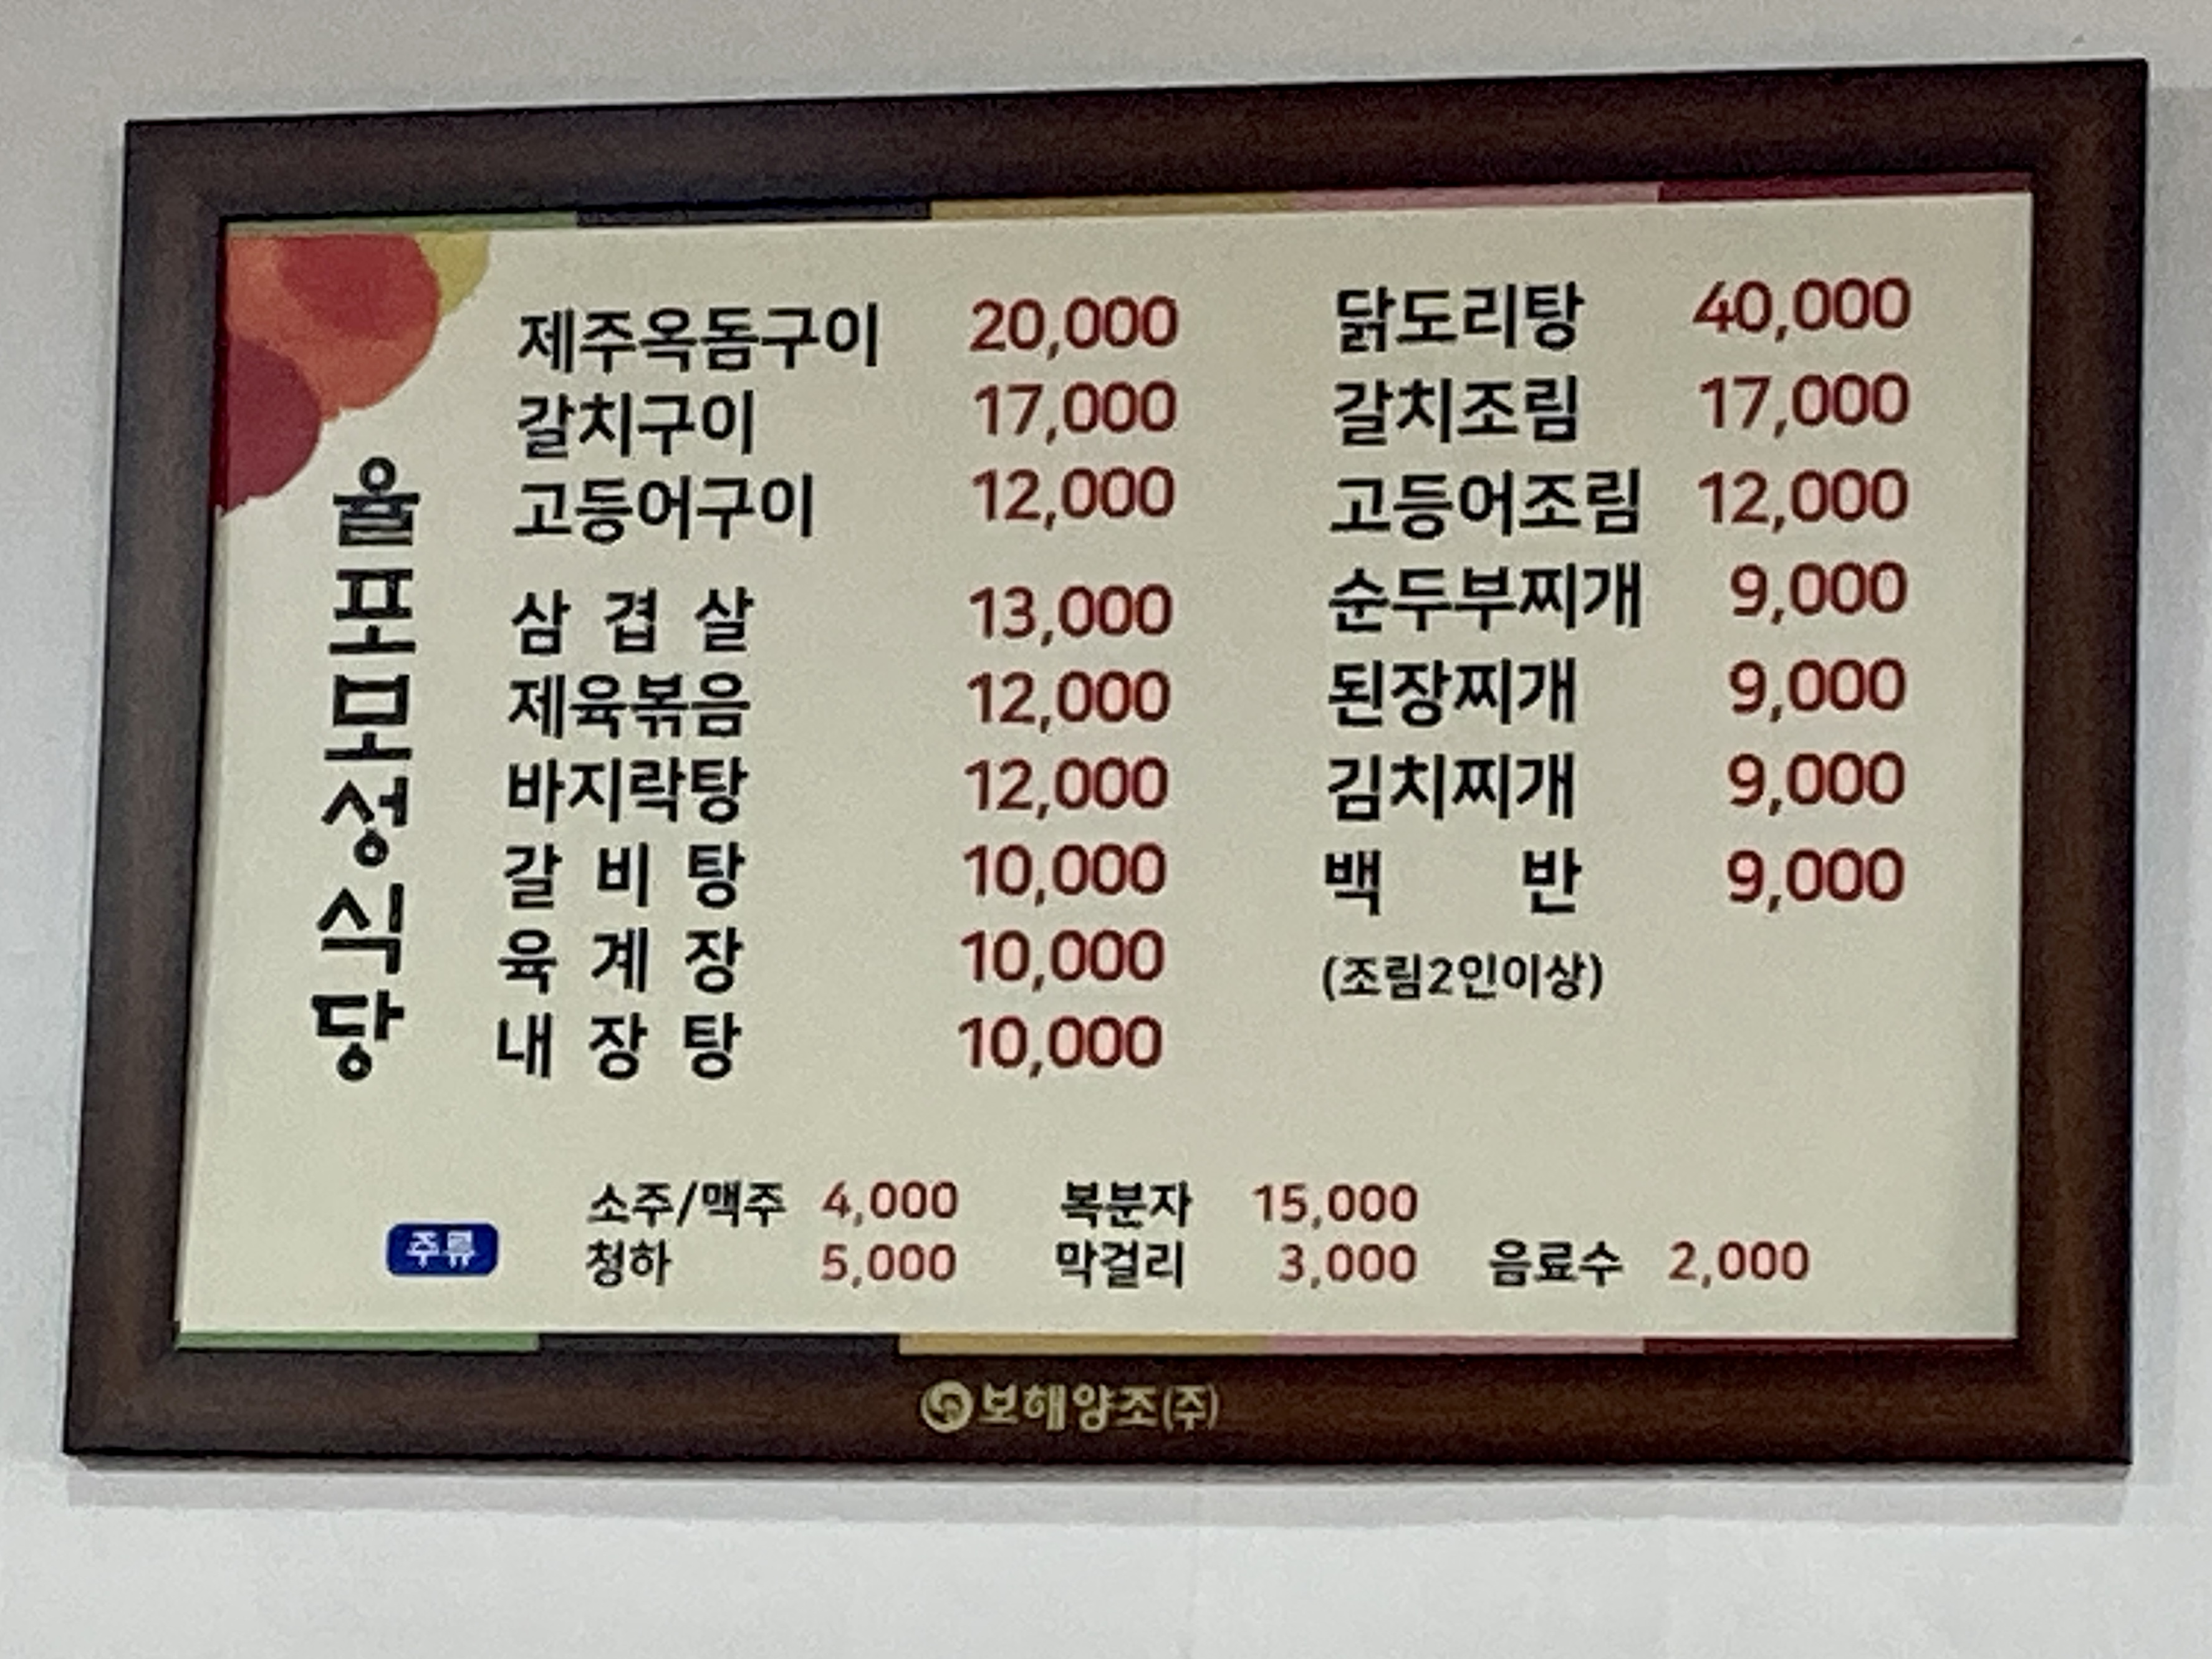 율포모성식당
제주옥돔구이 20,000
갈치구이 17,000
고등어구이 12,000
삼 겹 살 13,000
제육볶음 12,000
바지락탕 12,000
갈 비 탕 10,000
육 계 장 10,000
내 장 탕 10,000
닭도리탕 40,000
갈치조림 17,000
고등어조림 12,000
순두부찌개 9,000
된장찌개 9,000
김치찌개 9,000
백 반 9,000
(조림2인이상)
주류
소주/맥주 4,000 복분자 15,000
청하 5,000 막걸리 3,000 음료수 2,000
보해양조(주)